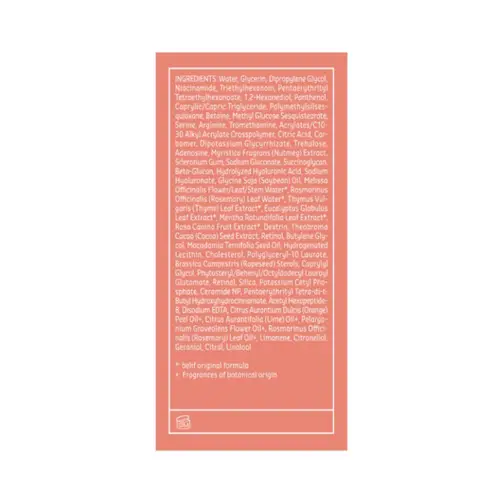 INGREDIENTS: Water, Glycerin, Dipropylene Glycol,
Niacinamide, Triethylhexanoin, Pentaerythrityl
Tetraethylhexanoate, 1,2-Hexanediol, Panthenol,
Caprylic/Capric Triglyceride, Polymethylsilses-
quioxane, Betaine, Methyl Glucose Sesquistearate,
Serine, Arginine, Tromethamine, Acrylates/C10-
30 Alkyl Acrylate Crosspolymer, Citric Acid, Car-
bomer, Dipotassium Glycyrrhizate, Trehalose,
Adenosine, Myristica Fragrans (Nutmeg) Extract,
Sclerotium Gum, Sodium Gluconate, Succinoglycan,
Beta-Glucan, Hydrolyzed Hyaluronic Acid, Sodium
Hyaluronate, Glycine Soja (Soybean) Oil, Melissa
Officinalis Flower/Leaf/Stem Water*, Rosmarinus
Officinalis (Rosemary) Leaf Water*, Thymus Vul-
garis (Thyme) Leaf Extract*, Eucalyptus Globulus
Leaf Extract*, Mentha Rotundifolia Leaf Extract*,
Rosa Canina Fruit Extract*, Dextrin, Theobroma
Cacao (Cocoa) Seed Extract, Retinol, Butylene Gly-
col, Macadamia Ternifolia Seed Oil, Hydrogenated
Lecithin, Cholesterol, Polyglyceryl-10 Laurate,
Brassica Campestris (Rapeseed) Sterols, Caprylyl
Glycol, Phytosteryl/Behenyl/Octyldodecyl Lauroyl
Glutamate, Retinal, Silica, Potassium Cetyl Pho-
sphate, Ceramide NP, Pentaerythrityl Tetra-di-t-
Butyl Hydroxyhydrocinnamate, Acetyl Hexapeptide-
8, Disodium EDTA, Citrus Aurantium Dulcis (Orange)
Peel Oil+, Citrus Aurantifolia (Lime) Oil+, Pelargo-
nium Graveolens Flower Oil+, Rosmarinus Offici-
nalis (Rosemary) Leaf Oil+, Limonene, Citronellol,
Geraniol, Citral, Linalool
* belif original formula
+ Fragrances of botanical origin